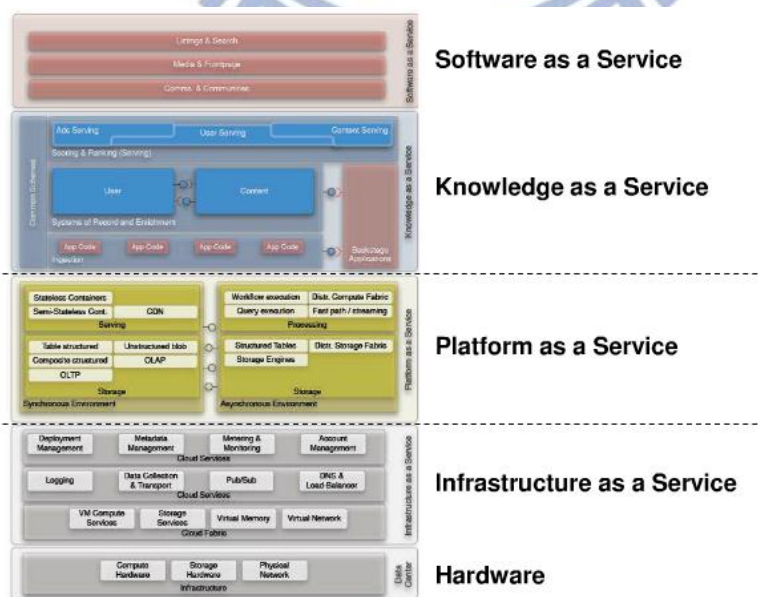 Listings & Search
Media & Frontpage
Comms. & Communities
Software as a Service
Software as a Service
Ads Serving
User Serving
Content Serving
Scoring & Ranking (Serving)
Common Schemas
User
Content
Systems of Record and Enrichment
App Code
App Code
App Code
App Code
Ingestion
Backstage
Applications
Knowledge as a Service
Knowledge as a Service
Stateless Containers
Semi-Stateless Cont.
CDN
Serving
Workflow execution
Distr. Compute Fabric
Query execution
Fast path / streaming
Processing
Table structured
Unstructured blob
Composite structured
OLAP
OLTP
Storage
Synchronous Environment
Structured Tables
Distr. Storage Fabric
Storage Engines
Storage
Asynchronous Environment
Platform as a Service
Platform as a Service
Deployment
Management
Metadata
Management
Metering &
Monitoring
Account
Management
Cloud Services
Logging
Data Collection
& Transport
Pub/Sub
DNS &
Load-Balancer
Cloud Services
VM Compute
Services
Storage
Services
Virtual Memory
Virtual Network
Cloud Fabric
Infrastructure as a Service
Infrastructure as a Service
Compute
Hardware
Storage
Hardware
Physical
Network
Infrastructure
Data
Center
Hardware